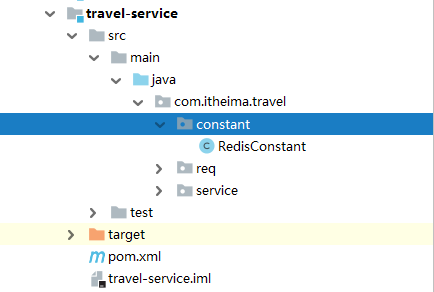 travel-service
src
main
java
com.itheima.travel
constant
RedisConstant
req
service
test
target
pom.xml
travel-service.iml